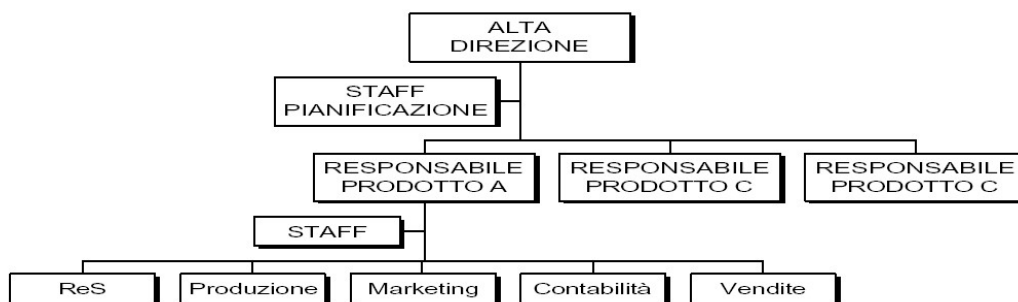 ALTA
DIREZIONE
STAFF
PIANIFICAZIONE
RESPONSABILE
PRODOTTO A
RESPONSABILE
PRODOTTO C
RESPONSABILE
PRODOTTO C
STAFF
ReS
Produzione
Marketing
Contabilità
Vendite